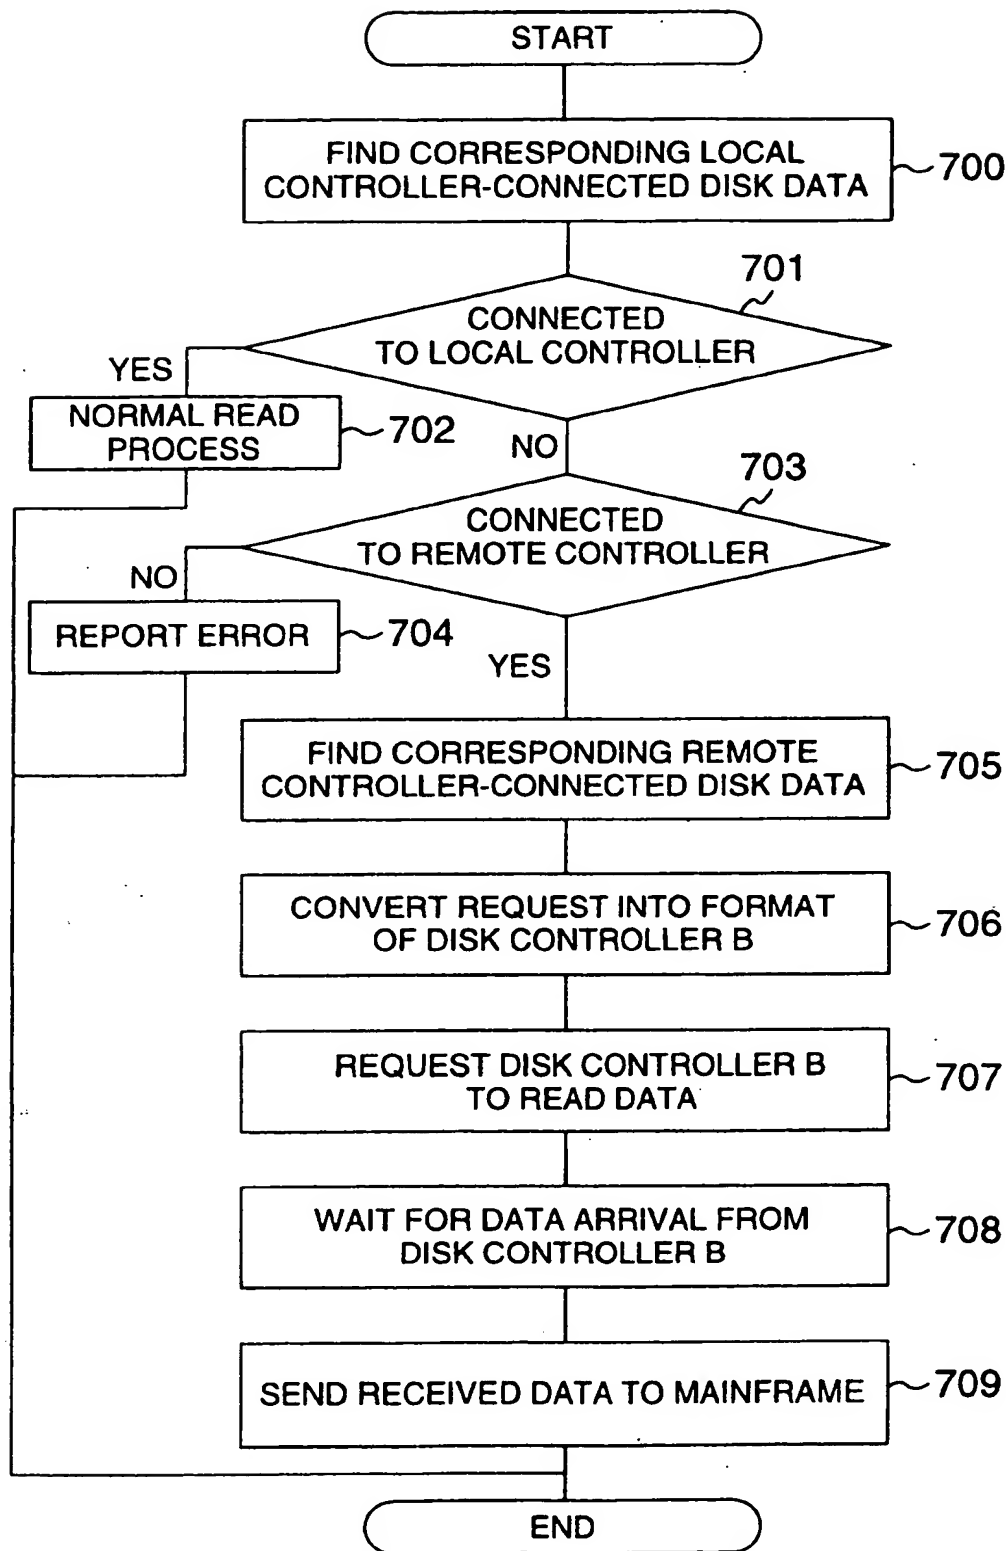 START
FIND CORRESPONDING LOCAL
CONTROLLER-CONNECTED DISK DATA
700
701
CONNECTED
TO LOCAL CONTROLLER
YES
NORMAL READ
PROCESS
702
NO
703
CONNECTED
TO REMOTE CONTROLLER
NO
REPORT ERROR
704
YES
FIND CORRESPONDING REMOTE
CONTROLLER-CONNECTED DISK DATA
705
CONVERT REQUEST INTO FORMAT
OF DISK CONTROLLER B
706
REQUEST DISK CONTROLLER B
TO READ DATA
707
WAIT FOR DATA ARRIVAL FROM
DISK CONTROLLER B
708
SEND RECEIVED DATA TO MAINFRAME
709
END